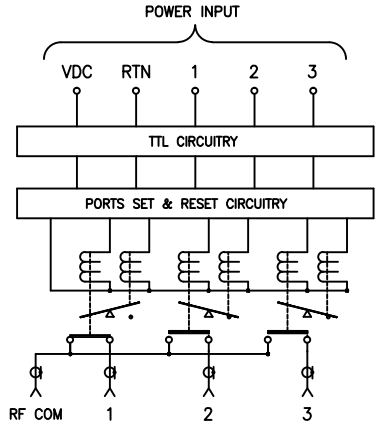 POWER INPUT
VDC RTN 1 2 3
TTL CIRCUITRY
PORTS SET & RESET CIRCUITRY
RF COM 1 2 3